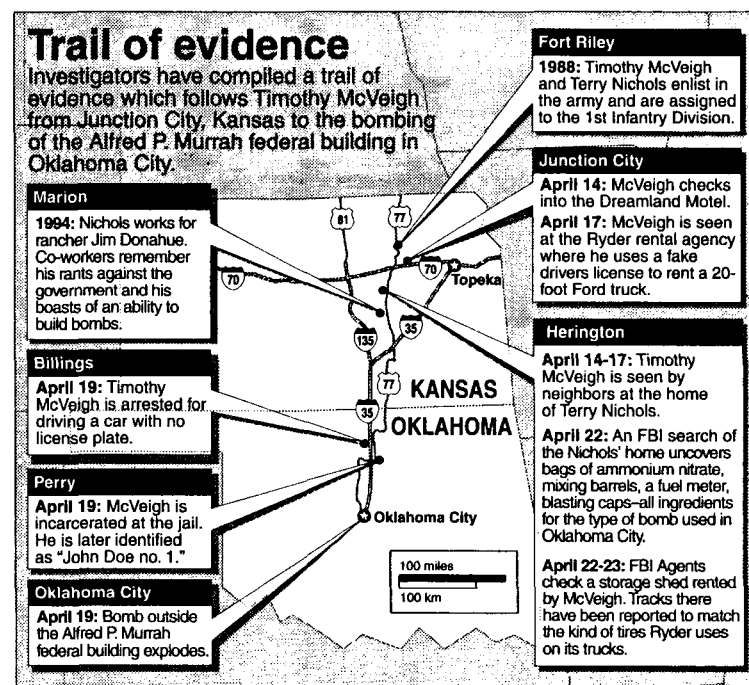 Trail of evidence
Investigators have compiled a trail of
evidence which follows Timothy McVeigh
from Junction City, Kansas to the bombing
of the Alfred P. Murrah federal building in
Oklahoma City.
Marion
1994: Nichols works for
rancher Jim Donahue.
Co-workers remember
his rants against the
government and his
boasts of an ability to
build bombs.
Billings
April 19: Timothy
McVeigh is arrested for
driving a car with no
license plate.
Perry
April 19: McVeigh is
incarcerated at the jail.
He is later identified
as "John Doe no. 1."
Oklahoma City
April 19: Bomb outside
the Alfred P. Murrah
federal building explodes.
81
77
70
70
Topeka
135
35
77
KANSAS
35
OKLAHOMA
Oklahoma City
100 miles
100 km
Fort Riley
1988: Timothy McVeigh
and Terry Nichols enlist in
the army and are assigned
to the 1st Infantry Division.
Junction City
April 14: McVeigh checks
into the Dreamland Motel.
April 17: McVeigh is seen
at the Ryder rental agency
where he uses a fake
drivers license to rent a 20-
foot Ford truck.
Herington
April 14-17: Timothy
McVeigh is seen by
neighbors at the home
of Terry Nichols.
April 22: An FBI search of
the Nichols' home uncovers
bags of ammonium nitrate,
mixing barrels, a fuel meter,
blasting caps–all ingredients
for the type of bomb used in
Oklahoma City.
April 22-23: FBI Agents
check a storage shed rented
by McVeigh. Tracks there
have been reported to match
the kind of tires Ryder uses
on its trucks.